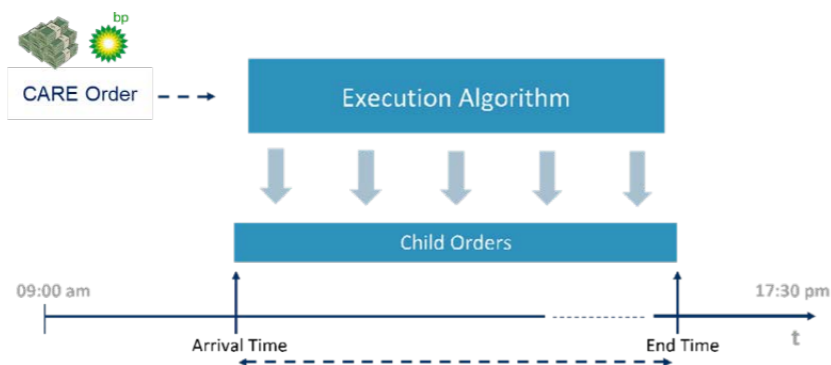 bp
CARE Order
Execution Algorithm
Child Orders
09:00 am
17:30 pm
t
Arrival Time
End Time